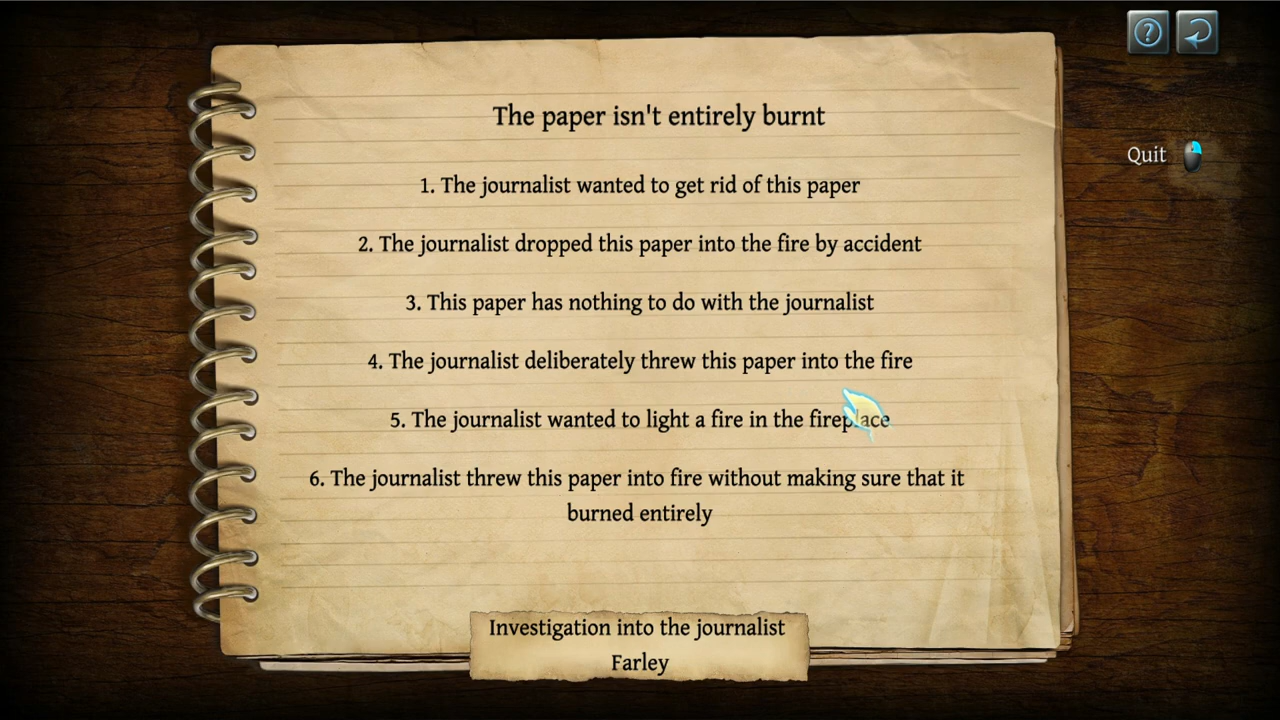 The paper isn't entirely burnt
Quit
1. The journalist wanted to get rid of this paper
2. The journalist dropped this paper into the fire by accident
3. This paper has nothing to do with the journalist
4. The journalist deliberately threw this paper into the fire
5. The journalist wanted to light a fire in the fireplace
6. The journalist threw this paper into fire without making sure that it
burned entirely
Investigation into the journalist
Farley